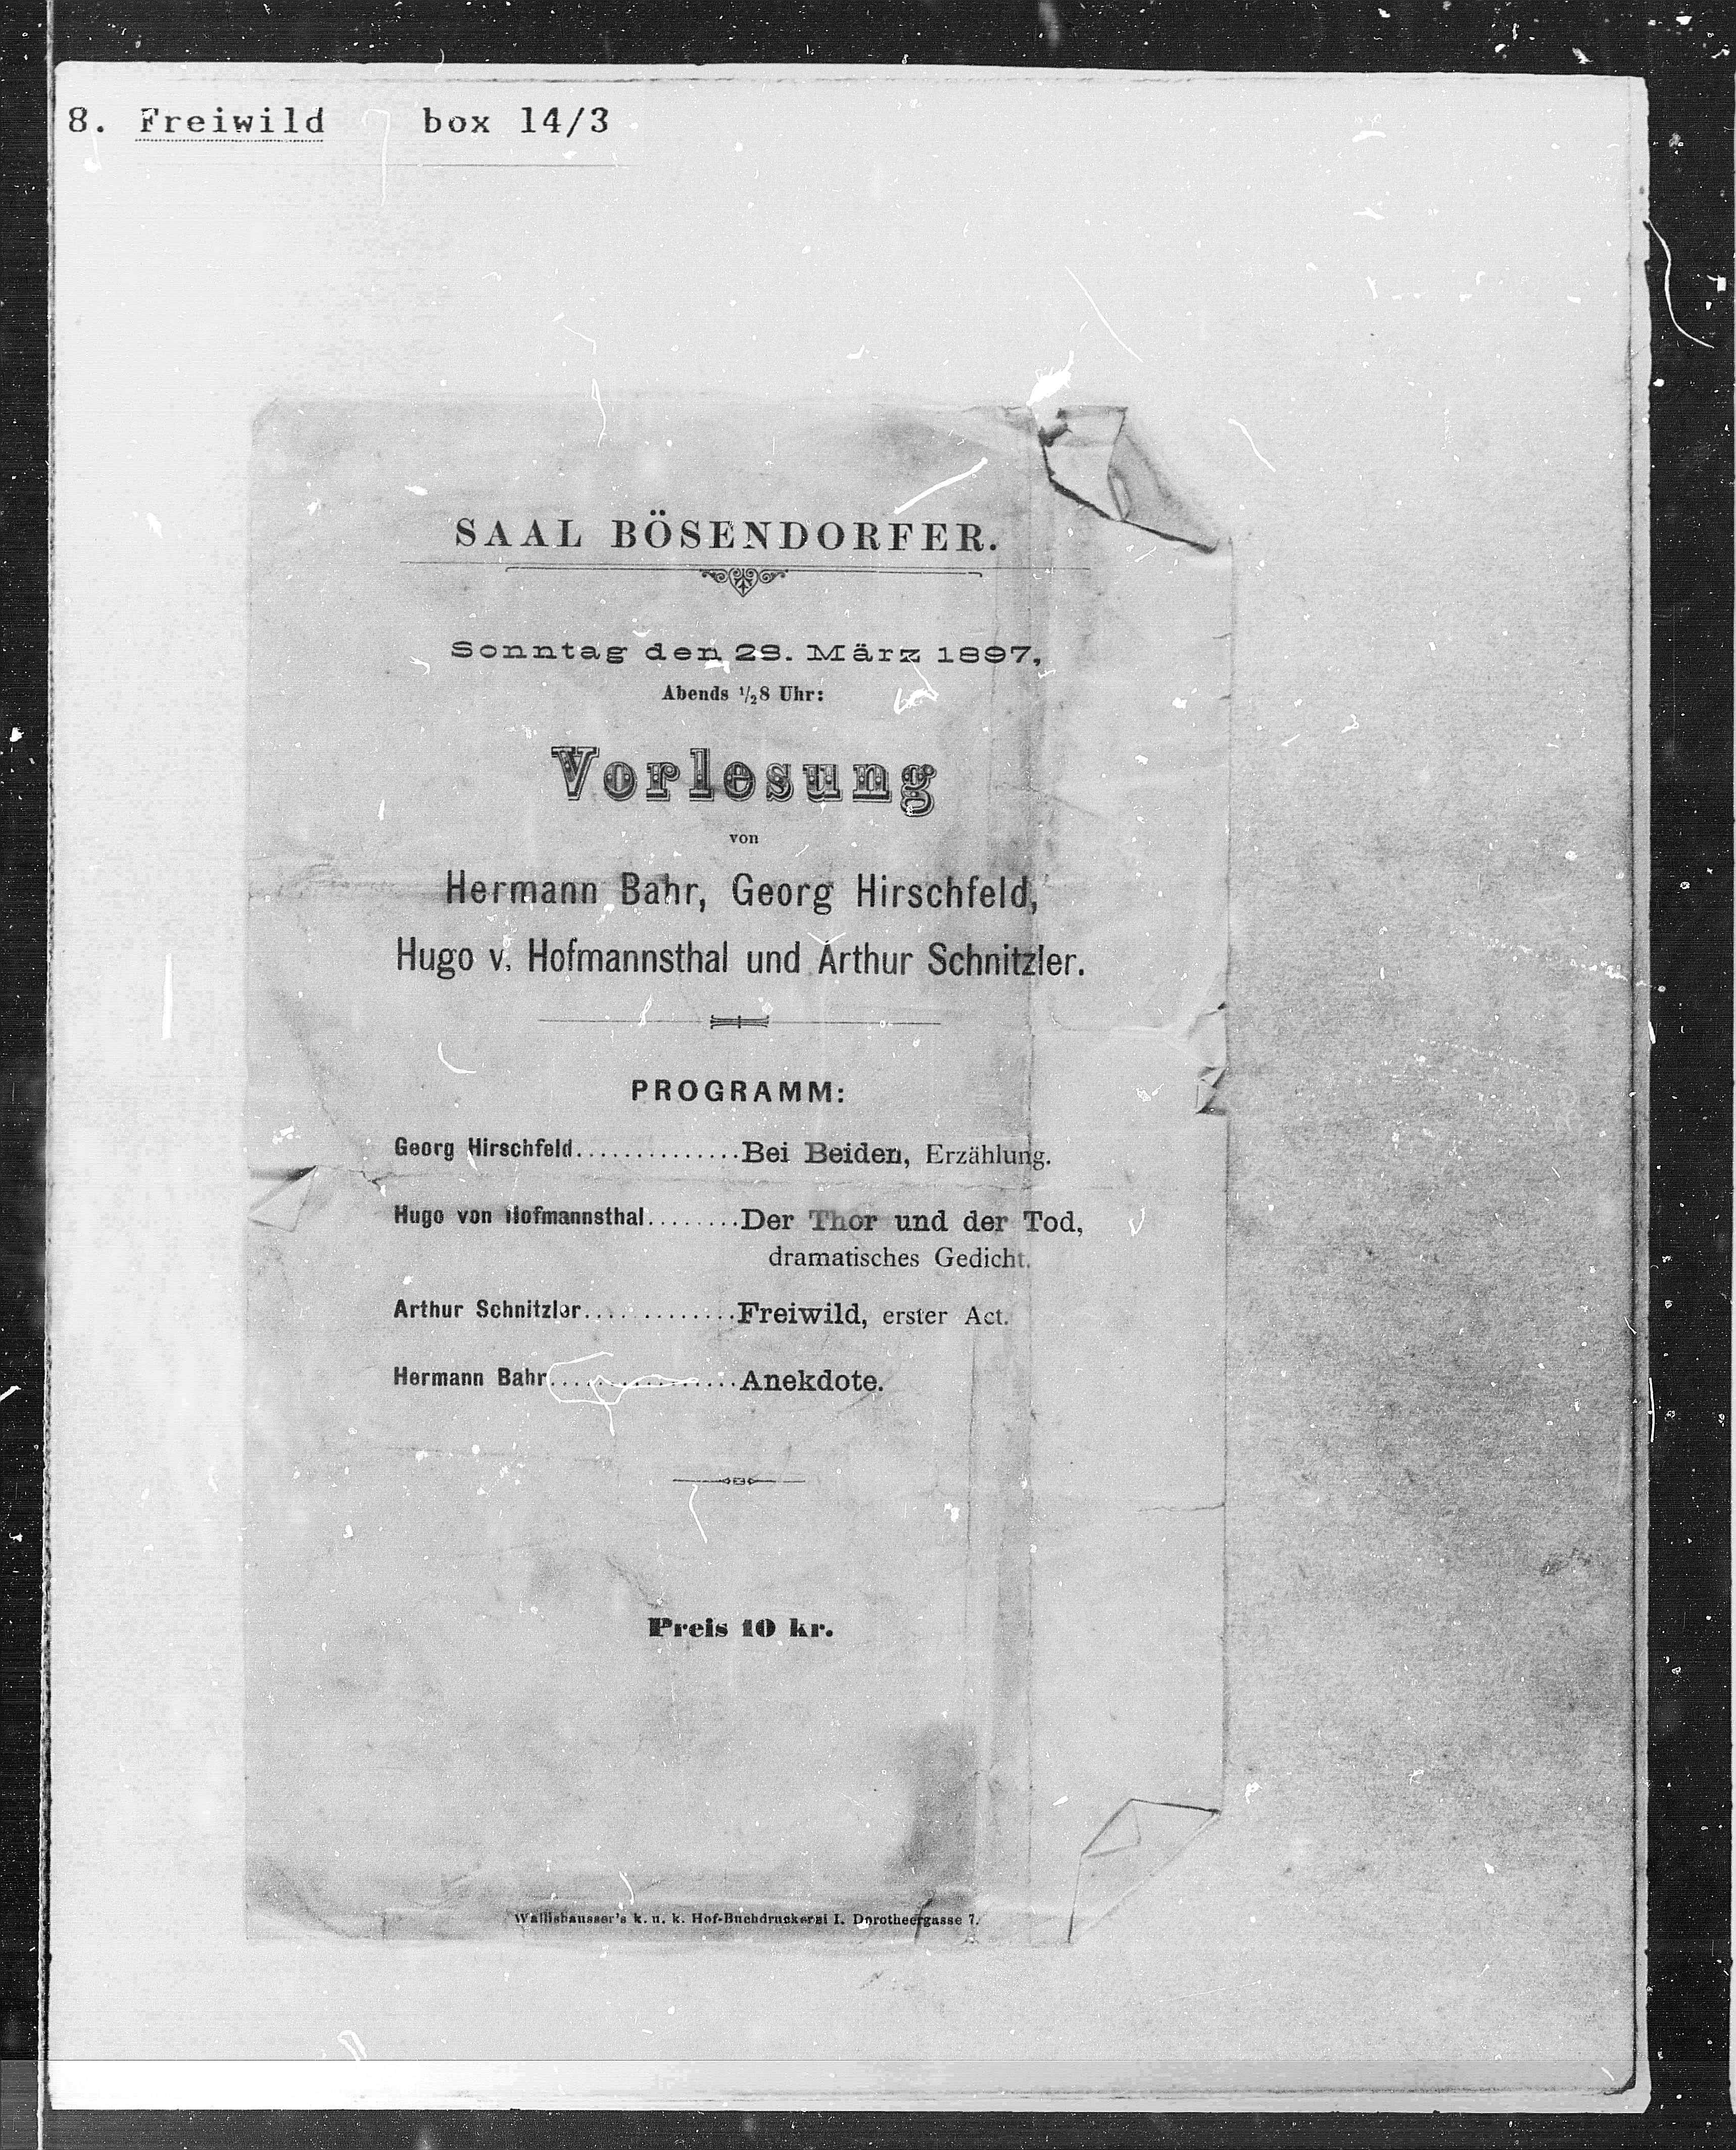 8. Freiwild box 14/3
SAAL BÖSENDORFER.
Sonntag den 28. März 1897,
Abends 1/28 Uhr:
Vorlesung
von
Hermann Bahr, Georg Hirschfeld,
Hugo v. Hofmannsthal und Arthur Schnitzler.
PROGRAMM:
Georg Hirschfeld..............Bei Beiden, Erzählung.
Hugo von Hofmannsthal........Der Thor und der Tod,
dramatisches Gedicht.
Arthur Schnitzler.............Freiwild, erster Act.
Hermann Bahr................Anekdote.
Preis 10 kr.
Wallishausser's k. u. k. Hof-Buchdruckerei I. Dorotheergasse 7.